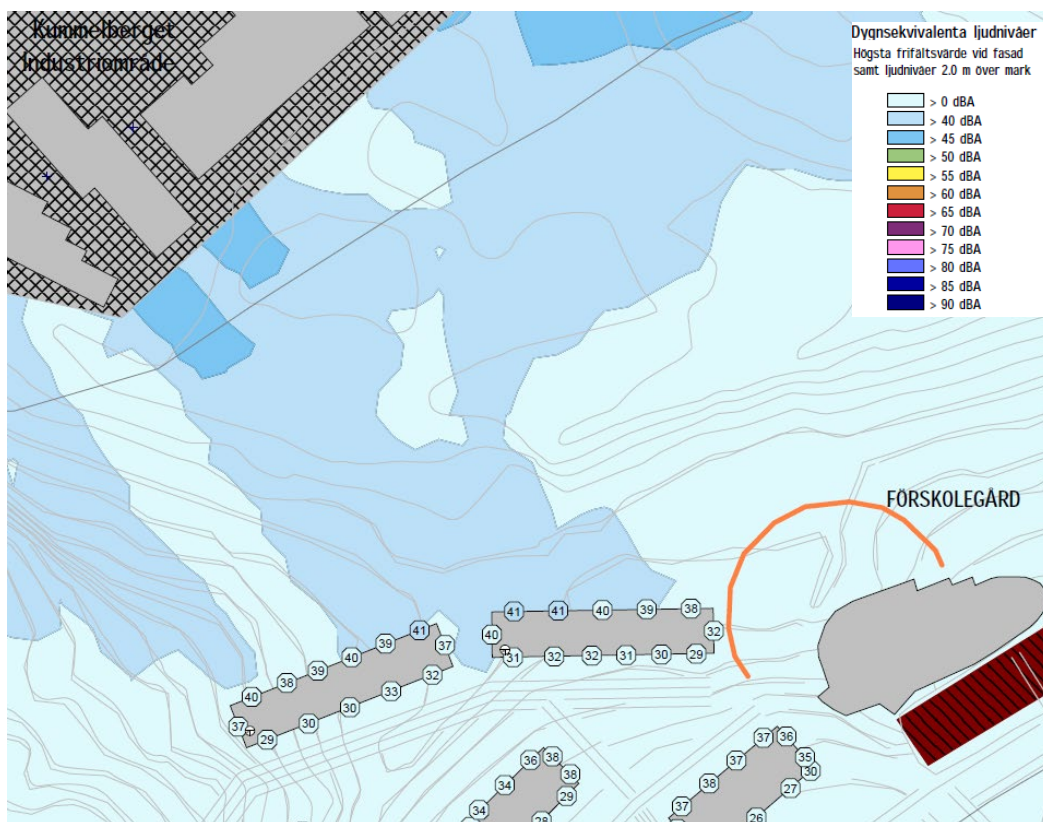 Kummelberget
Industriområde
Dygnsekvivalenta ljudnivåer
Högsta frifältsvärde vid fasad
samt ljudnivåer 2.0 m över mark
> 0 dBA
> 40 dBA
> 45 dBA
> 50 dBA
> 55 dBA
> 60 dBA
> 65 dBA
> 70 dBA
> 75 dBA
> 80 dBA
> 85 dBA
> 90 dBA
FÖRSKOLEGÅRD
41 41 40 39 38
40 32
31 32 32 31 30 29
40 38 39 40 39 41
37 37
29 30 30 33 32
36 38
34 38
34 29
28
37 36
37 35
38 30
37 27
26